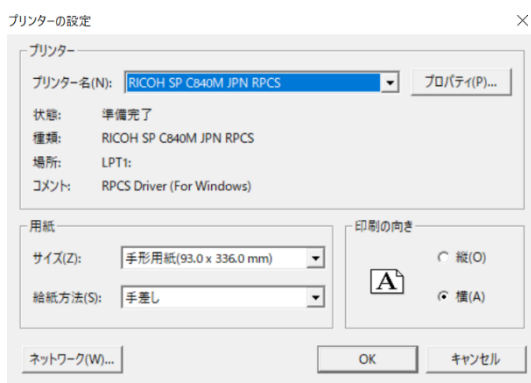 プリンターの設定
プリンター
プリンター名(N): RICOH SP C840M JPN RPCS プロパティ(P)...
状態: 準備完了
種類: RICOH SP C840M JPN RPCS
場所: LPT1:
コメント: RPCS Driver (For Windows)
用紙
サイズ(Z): 手形用紙(93.0 x 336.0 mm)
給紙方法(S): 手差し
印刷の向き
A
縦(O)
横(A)
ネットワーク(W)... OK キャンセル